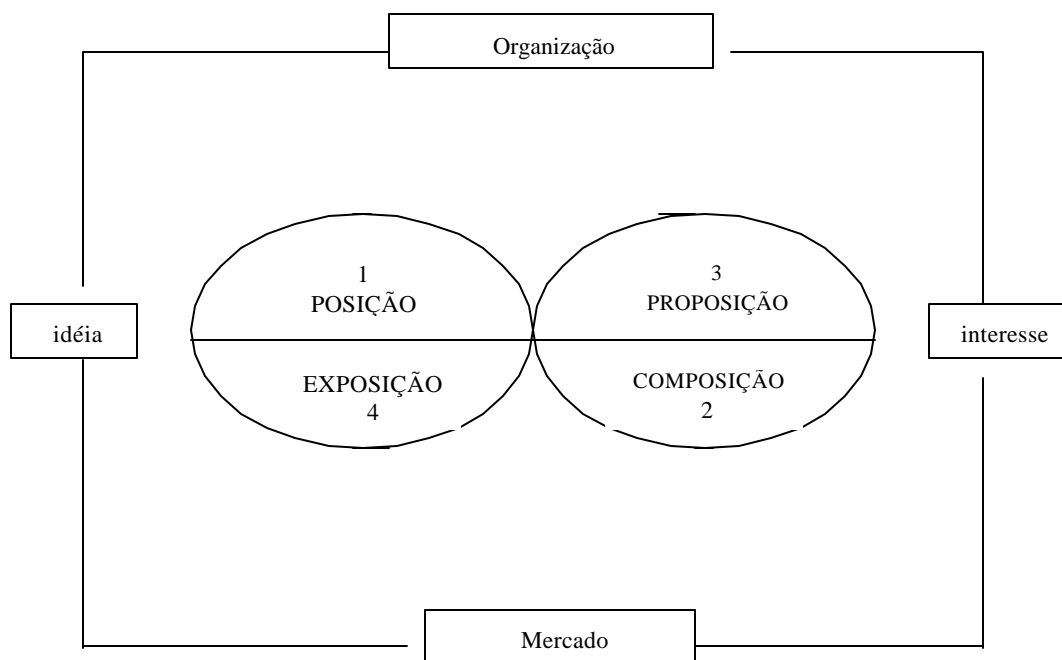 Organização
1
POSIÇÃO
3
PROPOSIÇÃO
idéia
interesse
EXPOSIÇÃO
4
COMPOSIÇÃO
2
Mercado